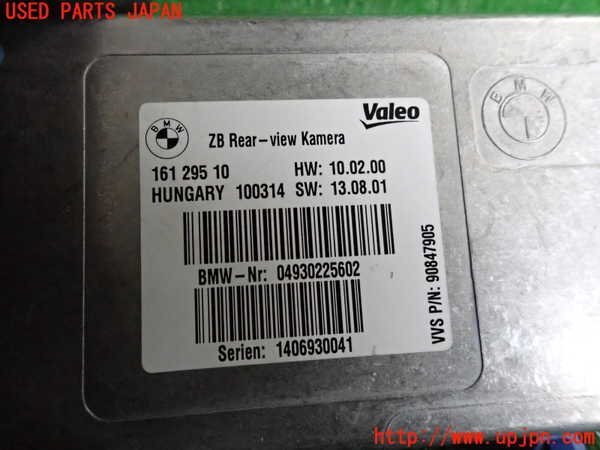 USED PARTS JAPAN
BMW
Valeo
ZB Rear-view Kamera
161 295 10 HW: 10.02.00
HUNGARY 100314 SW: 13.08.01
BMW-Nr: 04930225602
Serien: 1406930041
VVS P/N: 90847905
BMW
http://www.upjpn.com